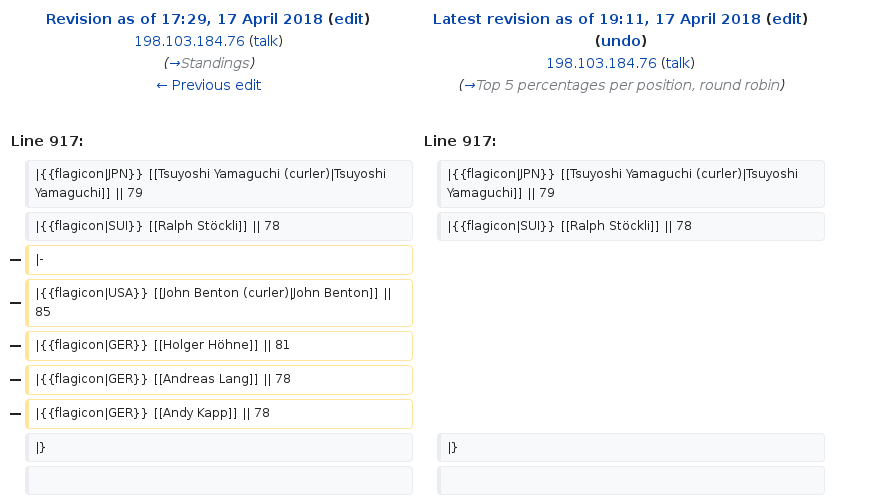 Revision as of 17:29, 17 April 2018 (edit)
198.103.184.76 (talk)
(→Standings)
← Previous edit
Latest revision as of 19:11, 17 April 2018 (edit)
(undo)
198.103.184.76 (talk)
(→Top 5 percentages per position, round robin)
Line 917:
Line 917:
|{{flagicon|JPN}} [[Tsuyoshi Yamaguchi (curler)|Tsuyoshi
Yamaguchi]] || 79
|{{flagicon|JPN}} [[Tsuyoshi Yamaguchi (curler)|Tsuyoshi
Yamaguchi]] || 79
|{{flagicon|SUI}} [[Ralph Stöckli]] || 78
|{{flagicon|SUI}} [[Ralph Stöckli]] || 78
− |-
− |{{flagicon|USA}} [[John Benton (curler)|John Benton]] ||
85
− |{{flagicon|GER}} [[Holger Höhne]] || 81
− |{{flagicon|GER}} [[Andreas Lang]] || 78
− |{{flagicon|GER}} [[Andy Kapp]] || 78
|}
|}